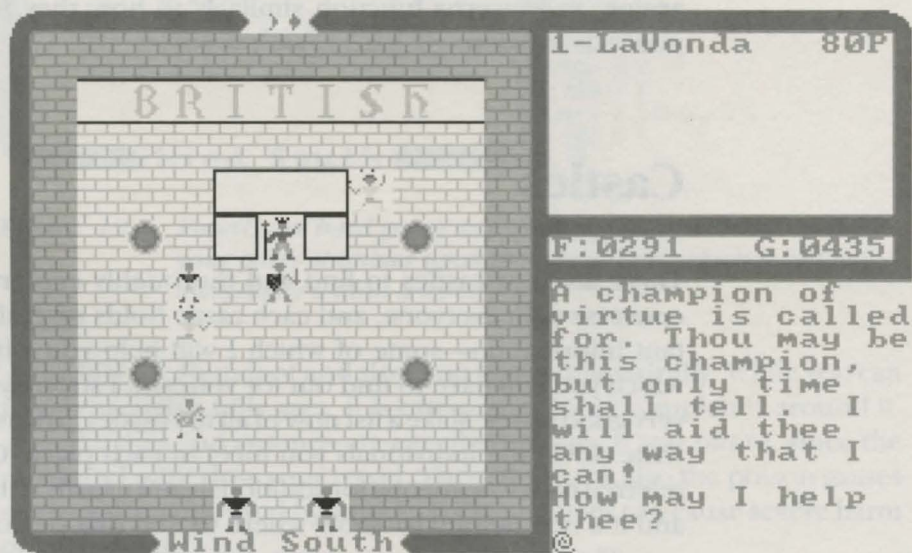 BRITISH
Wind South
1-LaVonda 80P
F:0291 G:0435
A champion of
virtue is called
for. Thou may be
this champion,
but only time
shall tell. I
will aid thee
any way that I
can!
How may I help
thee?
@